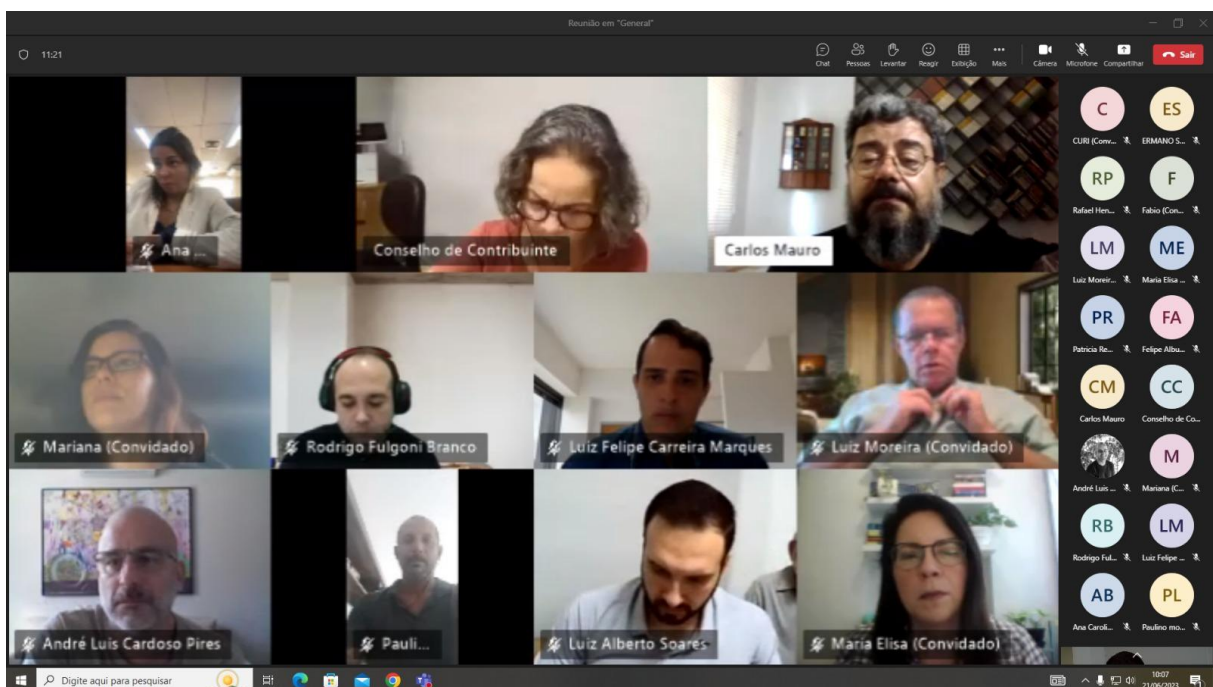 Reunião em "General"
11:21
Chat Pessoas Levantar Reagir Exibição Mais Câmera Microfone Compartilhar Sair
Ana ...
Conselho de Contribuinte
Carlos Mauro
Mariana (Convidado)
Rodrigo Fulgoni Branco
Luiz Felipe Carreira Marques
Luiz Moreira (Convidado)
André Luis Cardoso Pires
Pauli...
Luiz Alberto Soares
Maria Elisa (Convidado)
C ES
CURI (Conv... ERMANO S...
RP F
Rafael Hen... Fabio (Con...
LM ME
Luiz Moreir... Maria Elisa ...
PR FA
Patricia Re... Felipe Albu...
CM CC
Carlos Mauro Conselho de Co...
M
André Luis ... Mariana (C...
RB LM
Rodrigo Ful... Luiz Felipe ...
AB PL
Ana Caroli... Paulino mo...
Digite aqui para pesquisar
10:07
21/06/2023